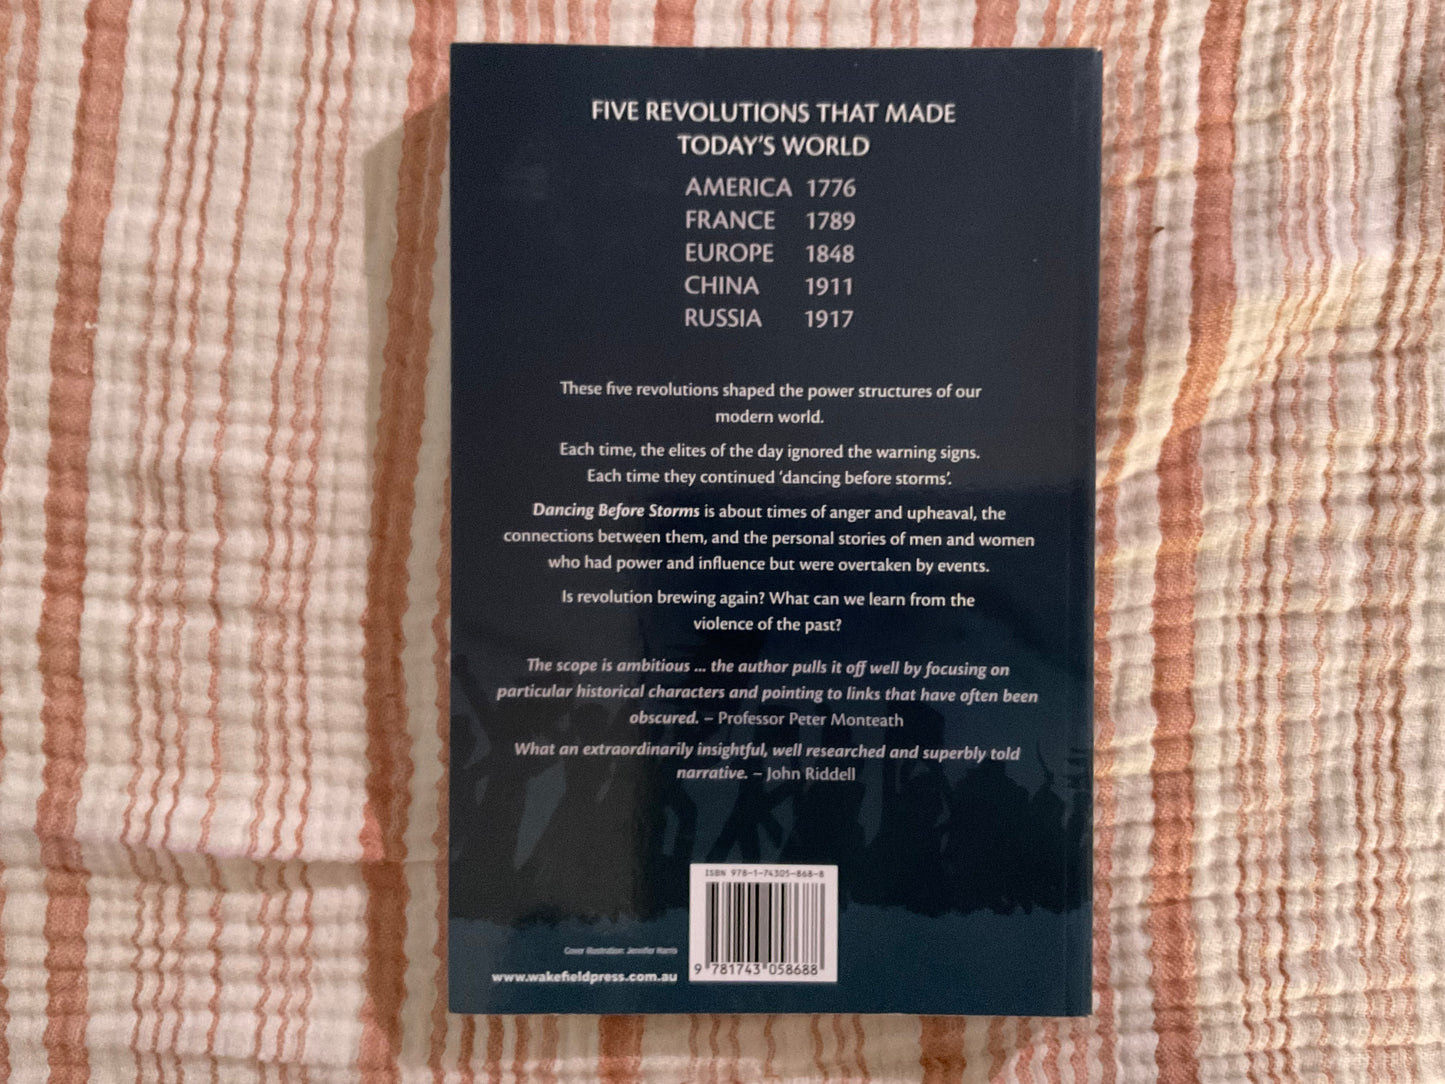 FIVE REVOLUTIONS THAT MADE
TODAY'S WORLD
AMERICA 1776
FRANCE 1789
EUROPE 1848
CHINA 1911
RUSSIA 1917
These five revolutions shaped the power structures of our
modern world.
Each time, the elites of the day ignored the warning signs.
Each time they continued 'dancing before storms'.
Dancing Before Storms is about times of anger and upheaval, the
connections between them, and the personal stories of men and women
who had power and influence but were overtaken by events.
Is revolution brewing again? What can we learn from the
violence of the past?
The scope is ambitious ... the author pulls it off well by focusing on
particular historical characters and pointing to links that have often been
obscured. – Professor Peter Monteath
What an extraordinarily insightful, well researched and superbly told
narrative. – John Riddell
ISBN 978-1-74305-868-8
9 781743 058688
Cover illustration: Jennifer Harris
www.wakefieldpress.com.au